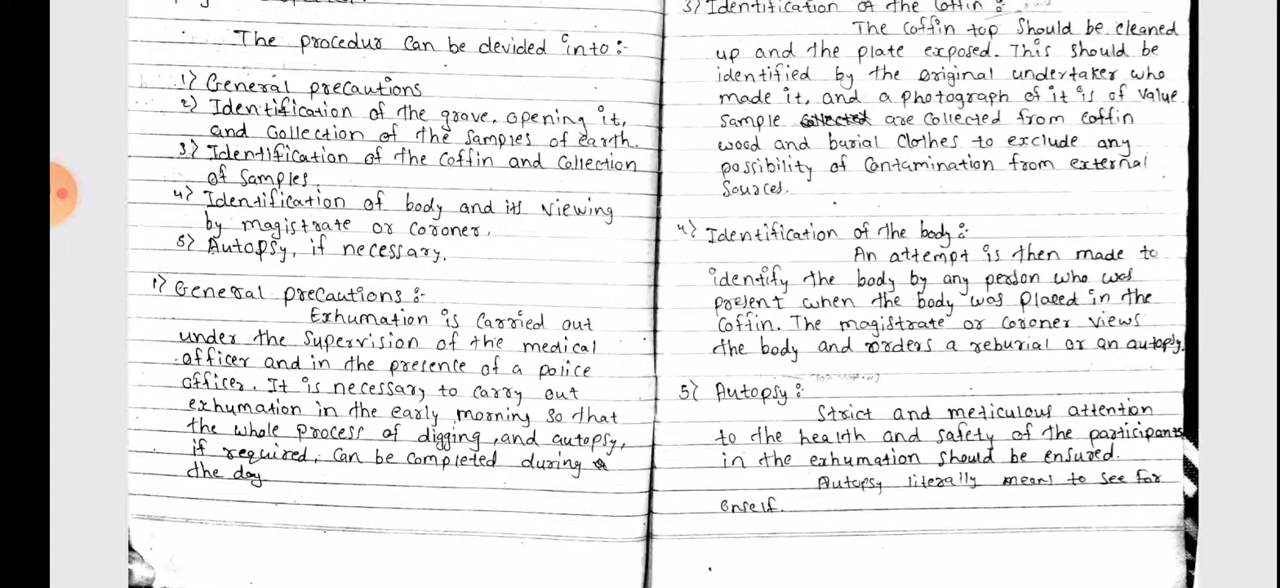 The procedur can be devided into:-
1) General precautions
2) Identification of the grave, opening it,
and Collection of the Samples of earth.
3) Identification of the Coffin and Collection
of Samples.
4) Identification of body and its viewing
by magistrate or Coroner.
5) Autopsy, if necessary.
1) General precautions :-
Exhumation is Carried out
under the Supervision of the medical
officer and in the presence of a police
officer. It is necessary to carry out
exhumation in the early morning so that
the whole process of digging, and autopsy,
if required, Can be Completed during
the day
3) Identification of the Coffin :
The Coffin top Should be cleaned
up and the plate exposed. This should be
identified by the original undertaker who
made it, and a photograph of it is of value
Sample Collected are Collected from Coffin
wood and burial Clothes to exclude any
possibility of Contamination from external
Sources.
4) Identification of the body :-
An attempt is then made to
identify the body by any person who was
present when the body was placed in the
Coffin. The magistrate or Coroner views
the body and orders a reburial or an autoply.
5) Autopsy :-
Strict and meticulous attention
to the health and safety of the participants
in the exhumation Should be ensured.
Autopsy literally means to see for
onself.